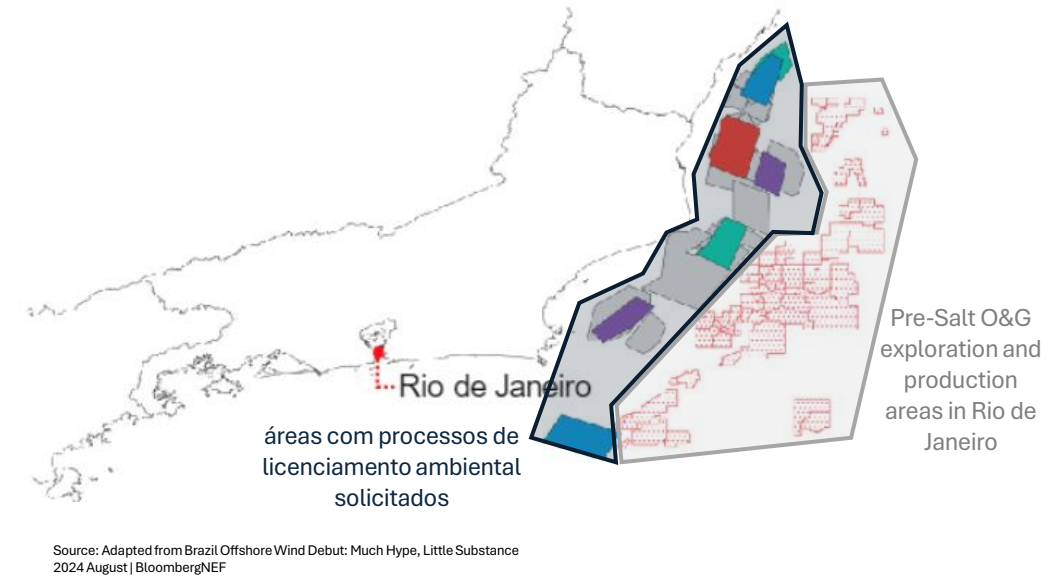 Rio de Janeiro
áreas com processos de
licenciamento ambiental
solicitados
Pre-Salt O&G
exploration and
production
areas in Rio de
Janeiro
Source: Adapted from Brazil Offshore Wind Debut: Much Hype, Little Substance
2024 August | BloombergNEF